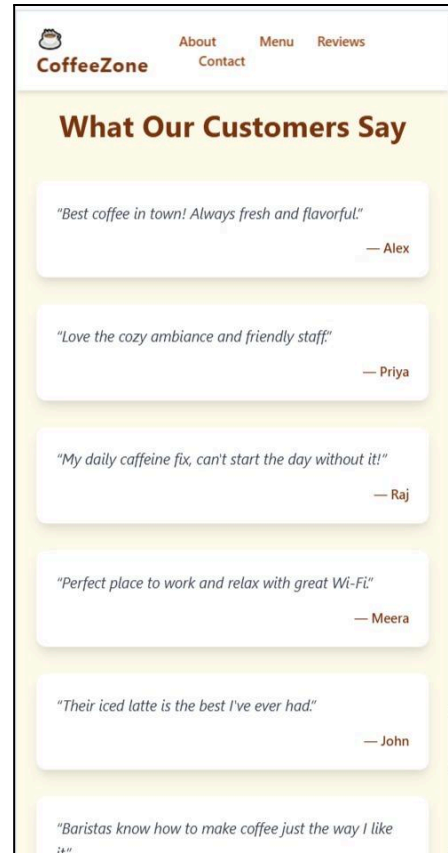 CoffeeZone
About Menu Reviews
Contact
What Our Customers Say
"Best coffee in town! Always fresh and flavorful."
— Alex
"Love the cozy ambiance and friendly staff."
— Priya
"My daily caffeine fix, can't start the day without it!"
— Raj
"Perfect place to work and relax with great Wi-Fi."
— Meera
"Their iced latte is the best I've ever had."
— John
"Baristas know how to make coffee just the way I like
it"